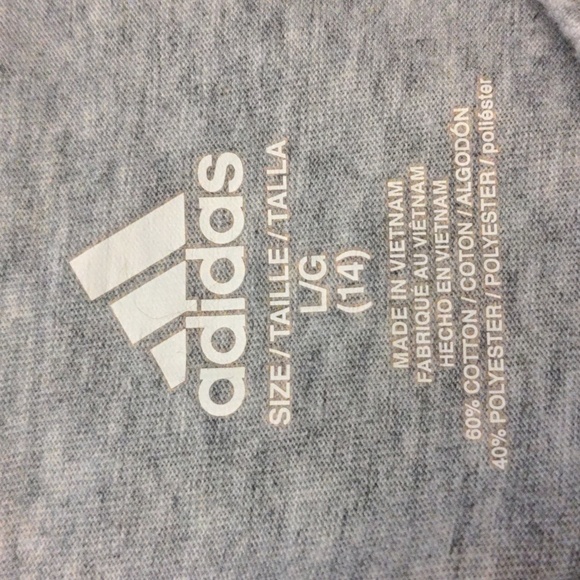 adidas
SIZE/TAILLE/TALLA
L/G
(14)
MADE IN VIETNAM
FABRIQUÉ AU VIETNAM
HECHO EN VIETNAM
60% COTTON/COTON/ALGODÓN
40% POLYESTER/POLYESTER/poliéster